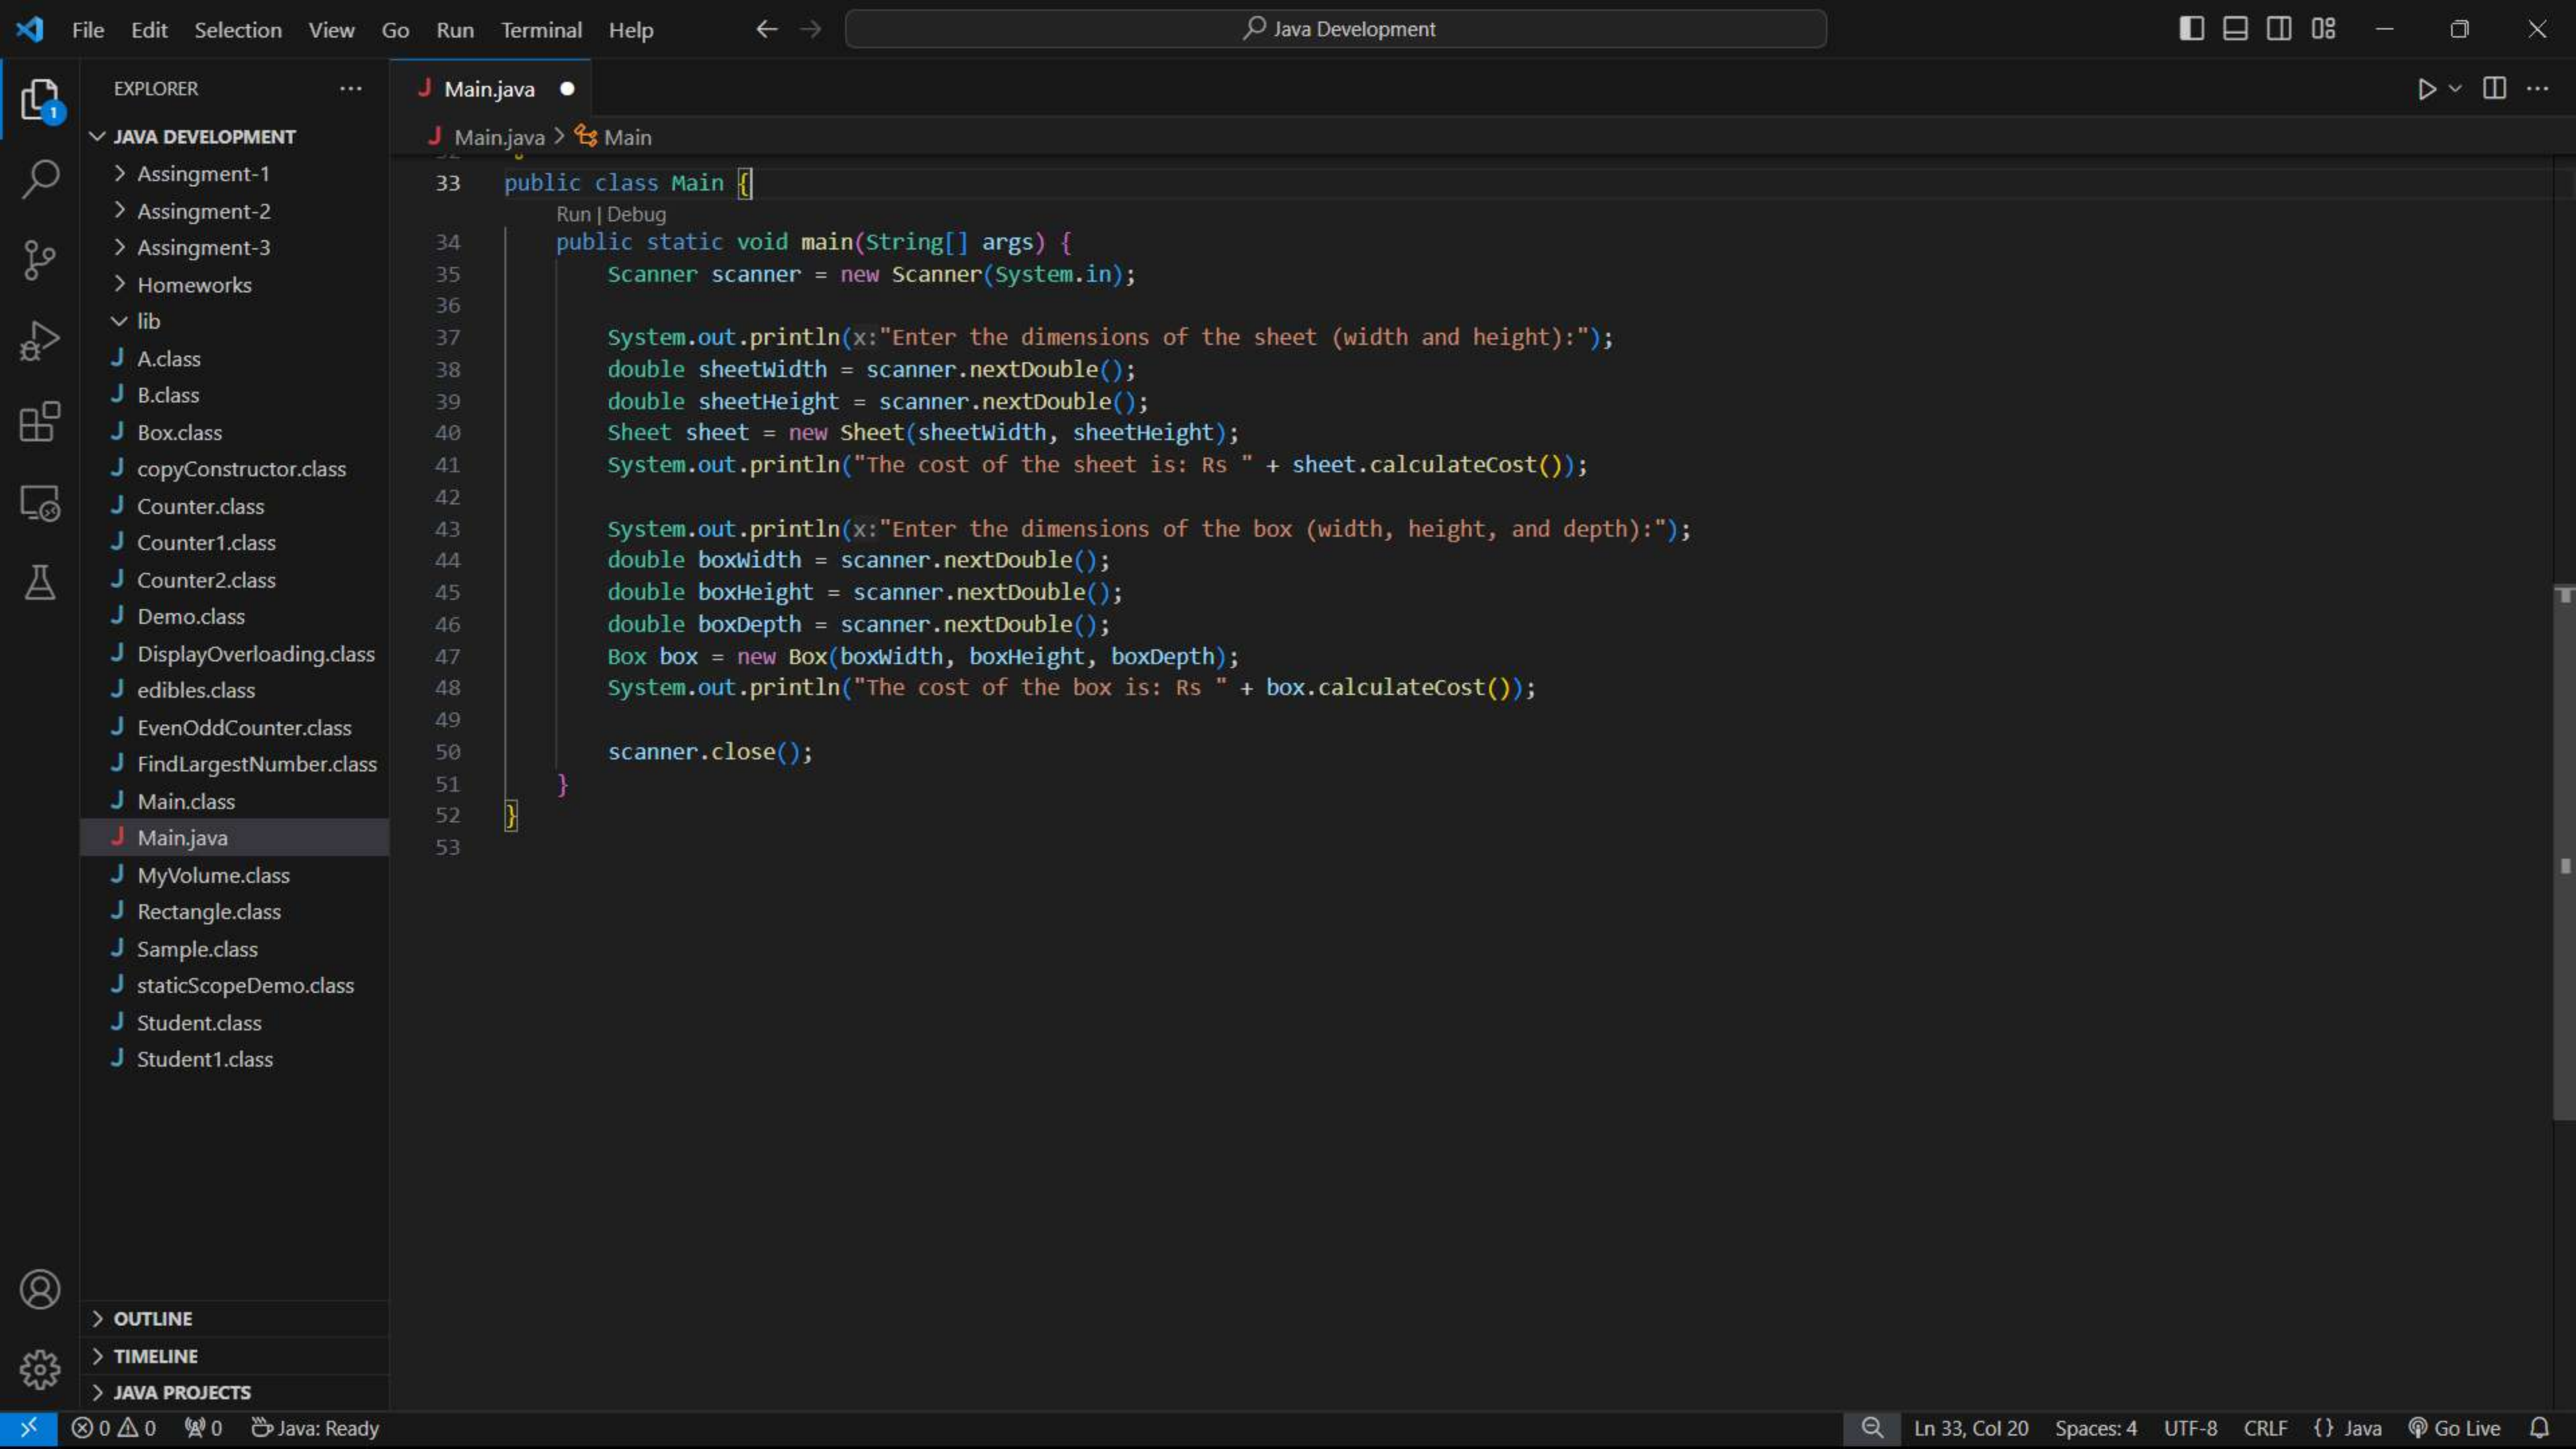 File Edit Selection View Go Run Terminal Help Java Development
EXPLORER
1
JAVA DEVELOPMENT
Assingment-1
Assingment-2
Assingment-3
Homeworks
lib
J A.class
J B.class
J Box.class
J copyConstructor.class
J Counter.class
J Counter1.class
J Counter2.class
J Demo.class
J DisplayOverloading.class
J edibles.class
J EvenOddCounter.class
J FindLargestNumber.class
J Main.class
J Main.java
J MyVolume.class
J Rectangle.class
J Sample.class
J staticScopeDemo.class
J Student.class
J Student1.class
OUTLINE
TIMELINE
JAVA PROJECTS
J Main.java
J Main.java > Main
33 public class Main {
Run | Debug
34 public static void main(String[] args) {
35 Scanner scanner = new Scanner(System.in);
36
37 System.out.println(x:"Enter the dimensions of the sheet (width and height):");
38 double sheetWidth = scanner.nextDouble();
39 double sheetHeight = scanner.nextDouble();
40 Sheet sheet = new Sheet(sheetWidth, sheetHeight);
41 System.out.println("The cost of the sheet is: Rs " + sheet.calculateCost());
42
43 System.out.println(x:"Enter the dimensions of the box (width, height, and depth):");
44 double boxWidth = scanner.nextDouble();
45 double boxHeight = scanner.nextDouble();
46 double boxDepth = scanner.nextDouble();
47 Box box = new Box(boxWidth, boxHeight, boxDepth);
48 System.out.println("The cost of the box is: Rs " + box.calculateCost());
49
50 scanner.close();
51 }
52 }
53
0 0 0 Java: Ready Ln 33, Col 20 Spaces: 4 UTF-8 CRLF {} Java Go Live